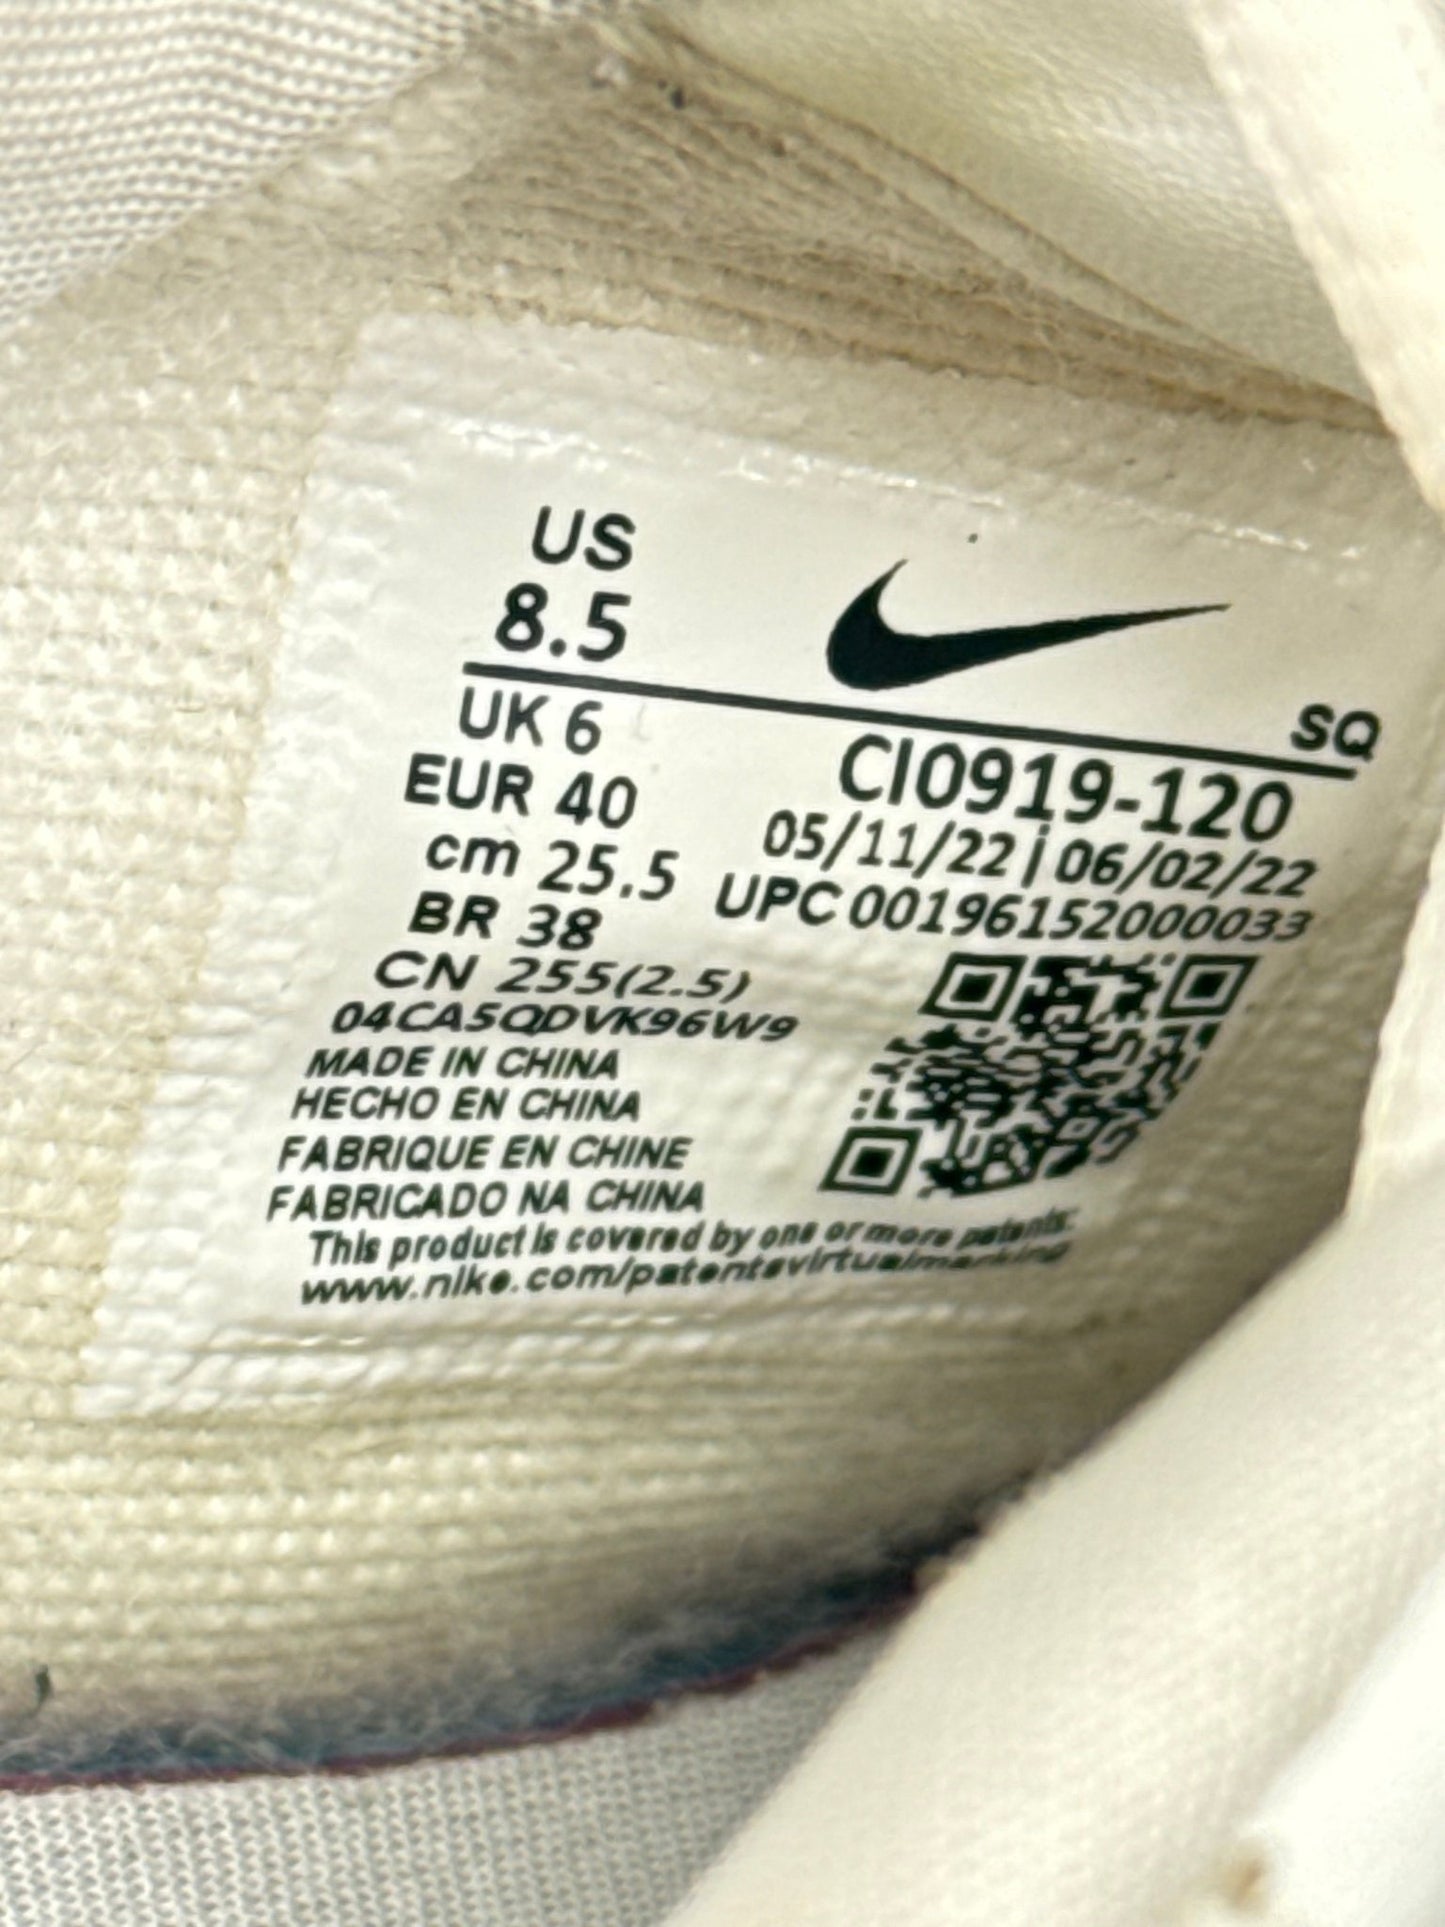 US
8.5
SQ
UK 6
CI0919-120
EUR 40
05/11/22 | 06/02/22
cm 25.5
UPC 00196152000033
BR 38
CN 255(2.5)
04CA5QDVK96W9
MADE IN CHINA
HECHO EN CHINA
FABRIQUE EN CHINE
FABRICADO NA CHINA
This product is covered by one or more patents:
www.nike.com/patentsvirtualmarking